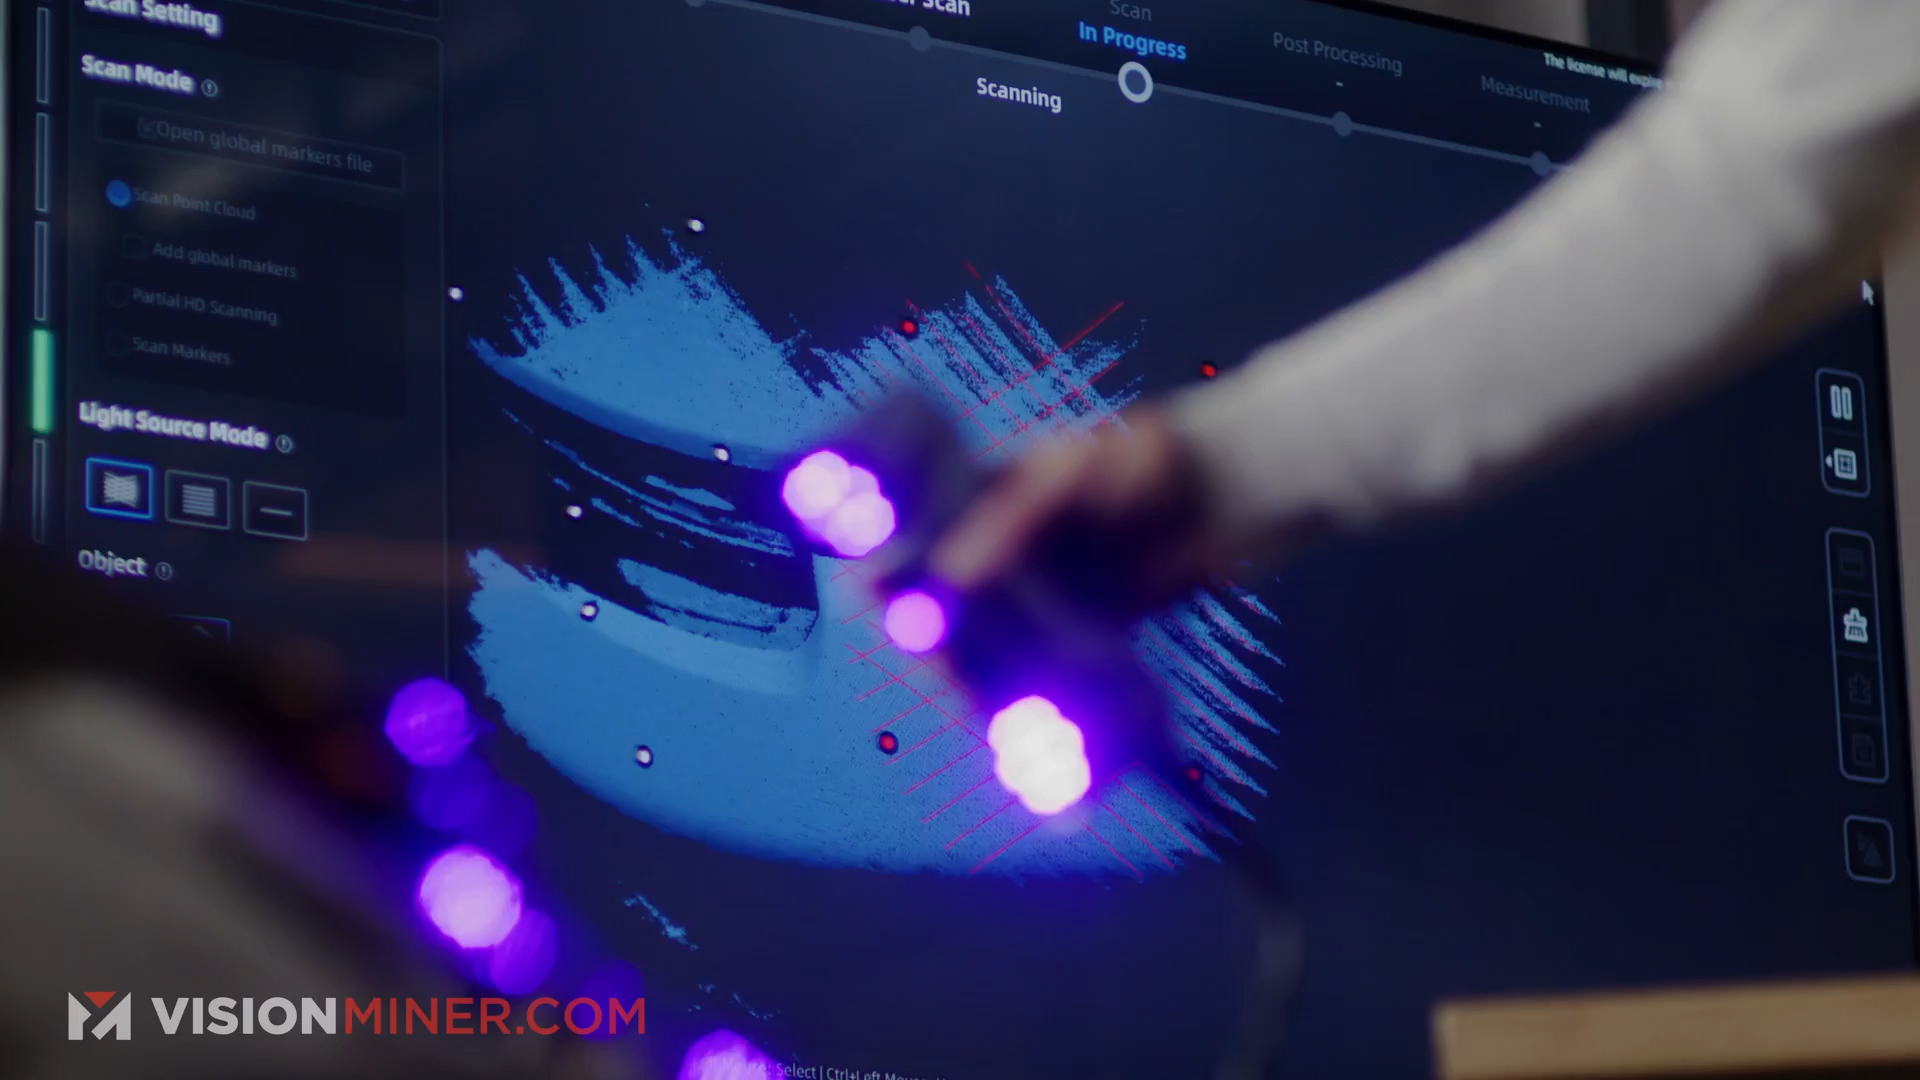 Scan Setting
Scan Mode
Open global markers file
Scan Point Cloud
Add global markers
Partial HD Scanning
Scan Markers
Light Source Mode
Object
Scan
Scan
In Progress
Scanning
Post Processing
-
Measurement
-
The license will
VISIONMINER.COM
Select | Ctrl+Left